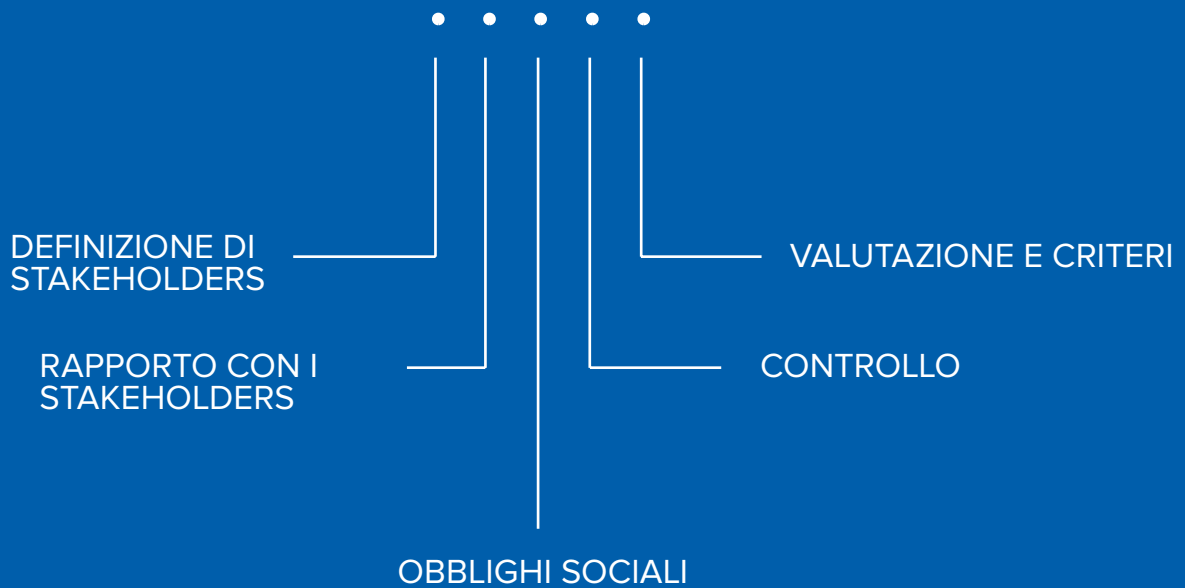 DEFINIZIONE DI
STAKEHOLDERS
VALUTAZIONE E CRITERI
RAPPORTO CON I
STAKEHOLDERS
CONTROLLO
OBBLIGHI SOCIALI